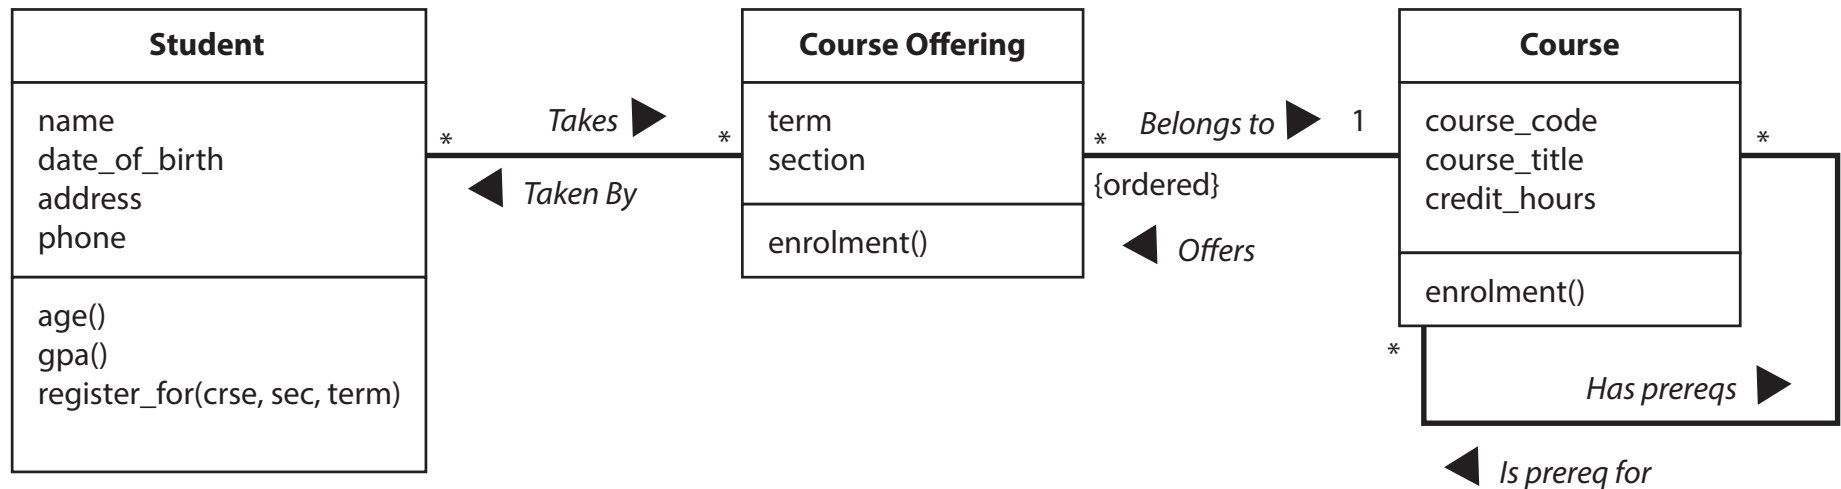 Student
name
date_of_birth
address
phone
age()
gpa()
register_for(crse, sec, term)
*
Takes
*
Taken By
Course Offering
term
section
enrolment()
*
Belongs to
1
{ordered}
Offers
Course
course_code
course_title
credit_hours
enrolment()
*
*
Has prereqs
Is prereq for